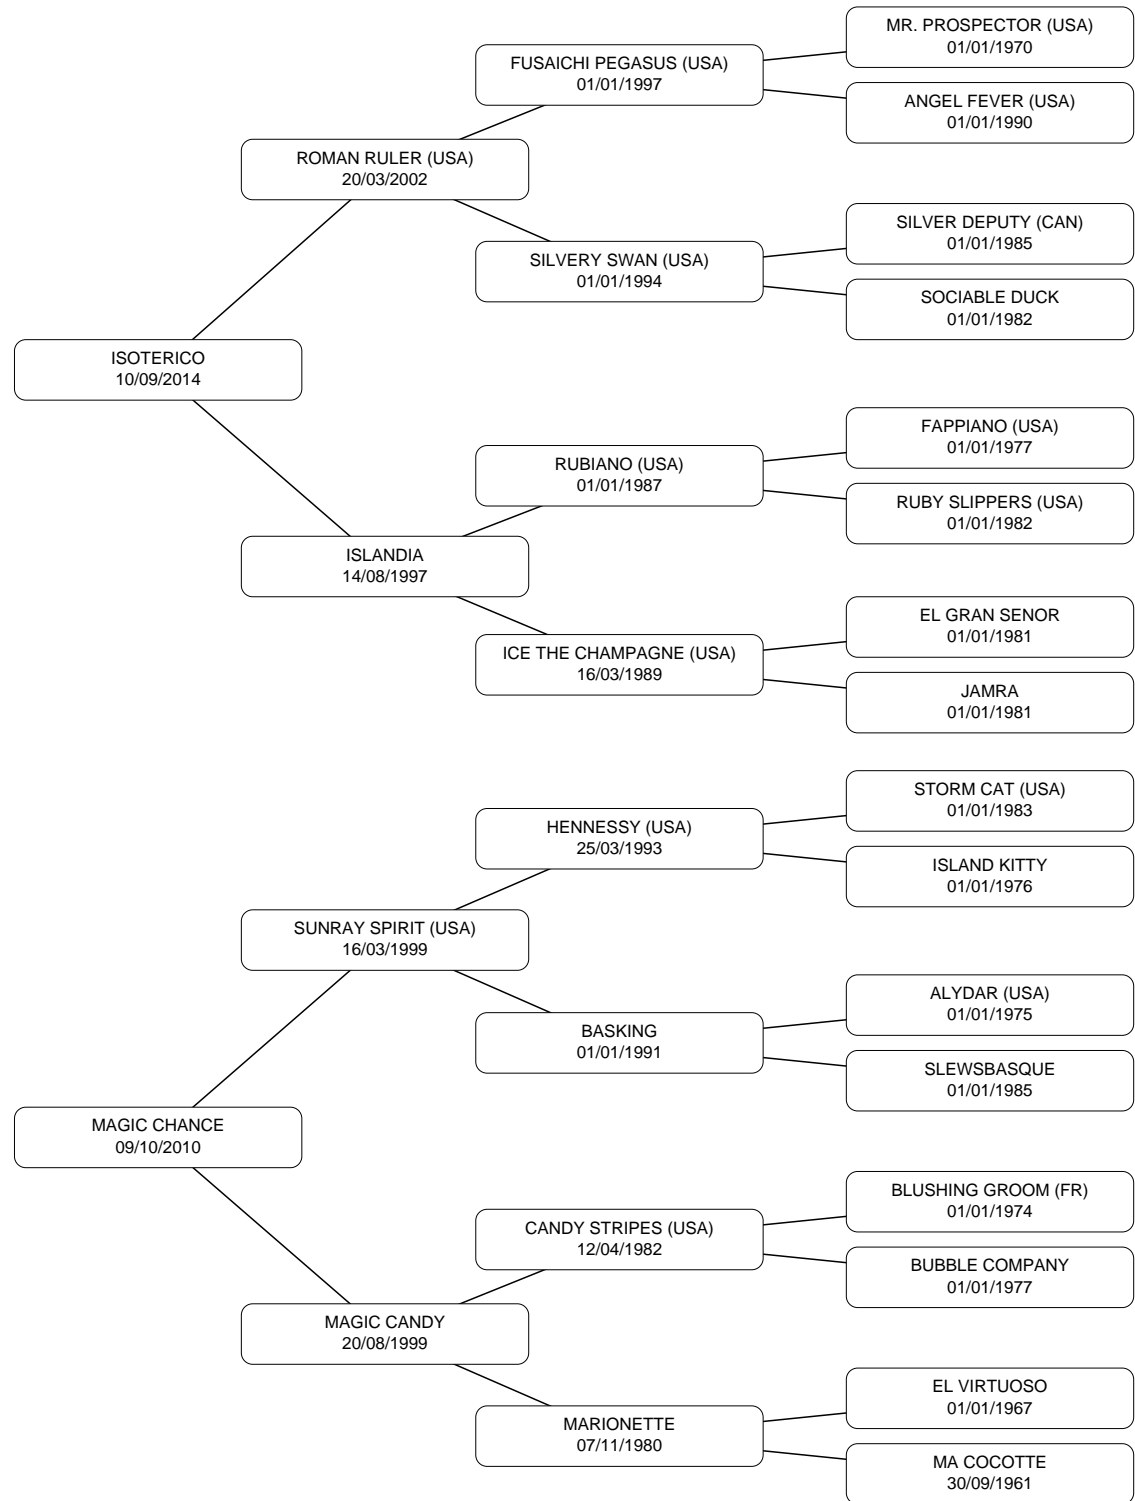 MR. PROSPECTOR (USA)
01/01/1970
FUSAICHI PEGASUS (USA)
01/01/1997
ANGEL FEVER (USA)
01/01/1990
ROMAN RULER (USA)
20/03/2002
SILVER DEPUTY (CAN)
01/01/1985
SILVERY SWAN (USA)
01/01/1994
SOCIABLE DUCK
01/01/1982
ISOTERICO
10/09/2014
FAPPIANO (USA)
01/01/1977
RUBIANO (USA)
01/01/1987
RUBY SLIPPERS (USA)
01/01/1982
ISLANDIA
14/08/1997
EL GRAN SENOR
01/01/1981
ICE THE CHAMPAGNE (USA)
16/03/1989
JAMRA
01/01/1981
STORM CAT (USA)
01/01/1983
HENNESSY (USA)
25/03/1993
ISLAND KITTY
01/01/1976
SUNRAY SPIRIT (USA)
16/03/1999
ALYDAR (USA)
01/01/1975
BASKING
01/01/1991
SLEWSBASQUE
01/01/1985
MAGIC CHANCE
09/10/2010
BLUSHING GROOM (FR)
01/01/1974
CANDY STRIPES (USA)
12/04/1982
BUBBLE COMPANY
01/01/1977
MAGIC CANDY
20/08/1999
EL VIRTUOSO
01/01/1967
MARIONETTE
07/11/1980
MA COCOTTE
30/09/1961